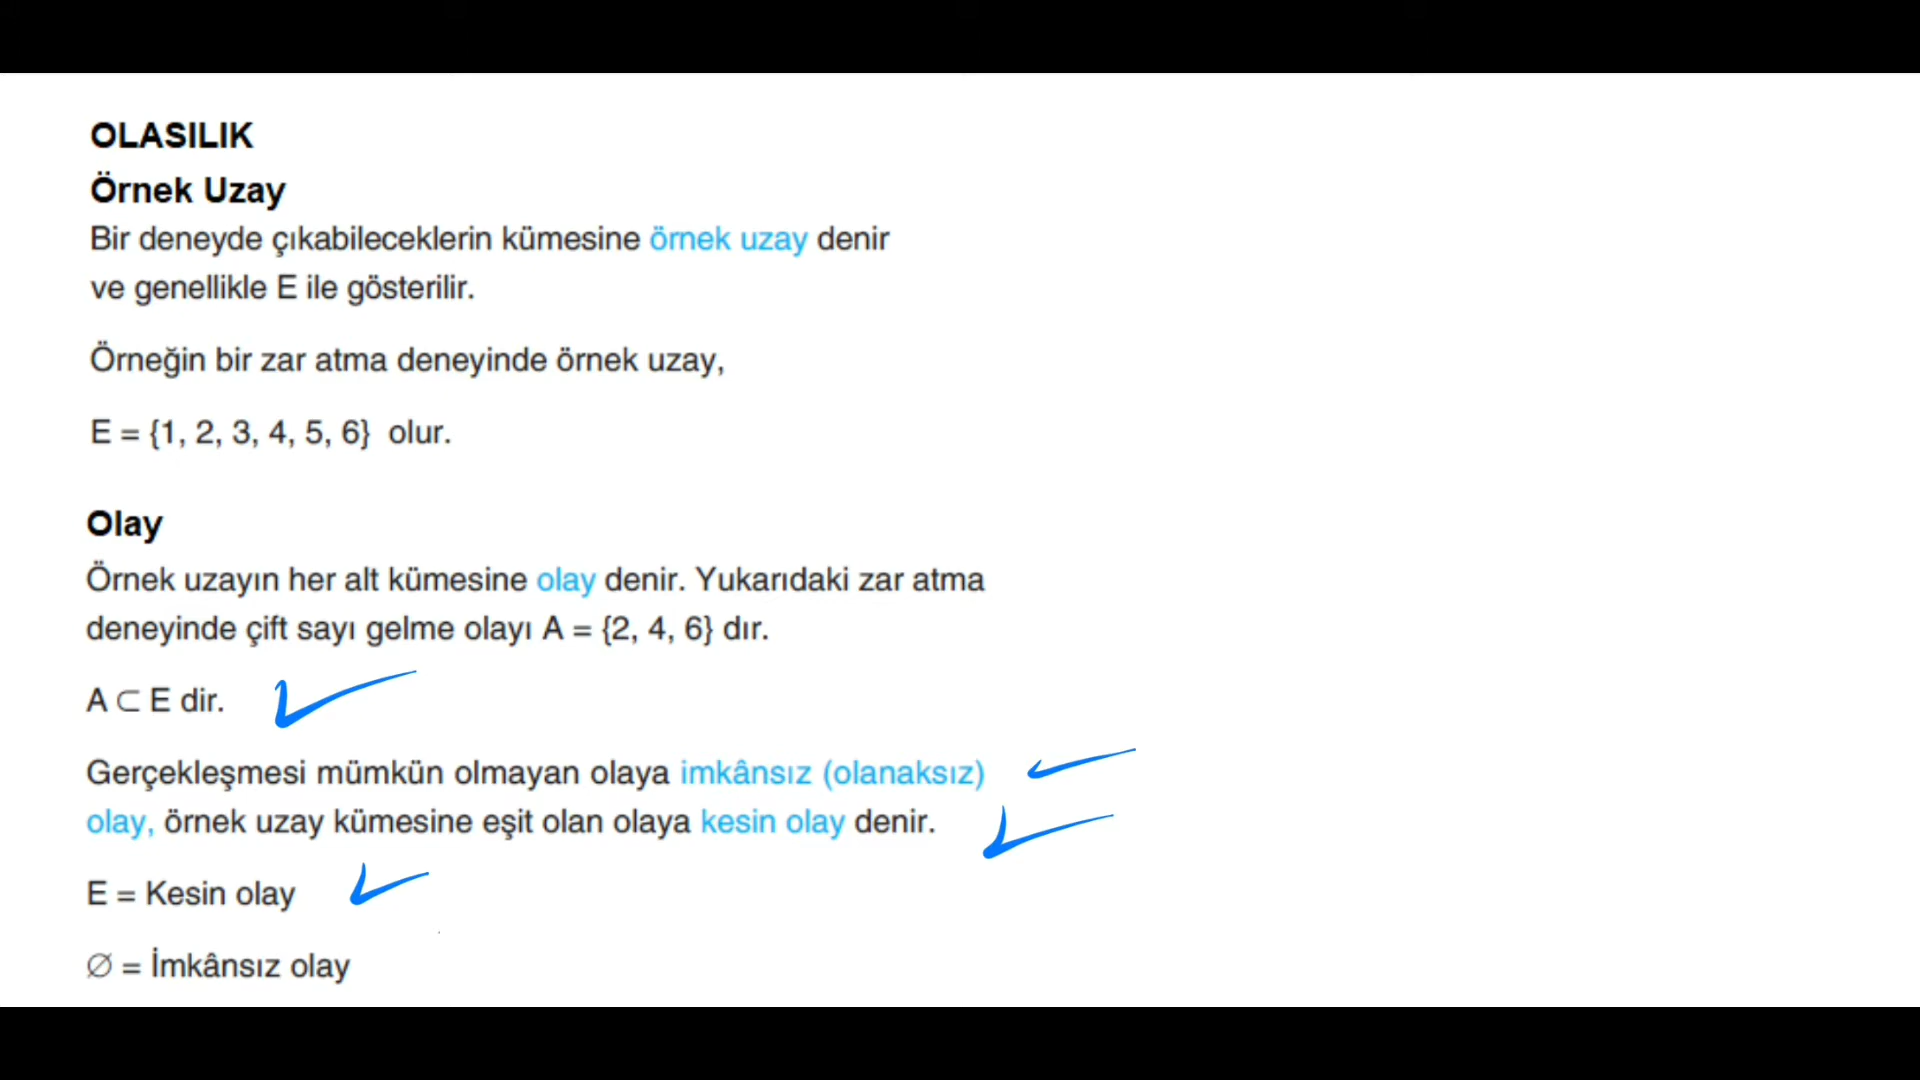 OLASILIK
Örnek Uzay
Bir deneyde çıkabileceklerin kümesine örnek uzay denir
ve genellikle E ile gösterilir.
Örneğin bir zar atma deneyinde örnek uzay,
E = {1, 2, 3, 4, 5, 6} olur.
Olay
Örnek uzayın her alt kümesine olay denir. Yukarıdaki zar atma
deneyinde çift sayı gelme olayı A = {2, 4, 6} dır.
A ⊂ E dir.
Gerçekleşmesi mümkün olmayan olaya imkânsız (olanaksız)
olay, örnek uzay kümesine eşit olan olaya kesin olay denir.
E = Kesin olay
∅ = İmkânsız olay